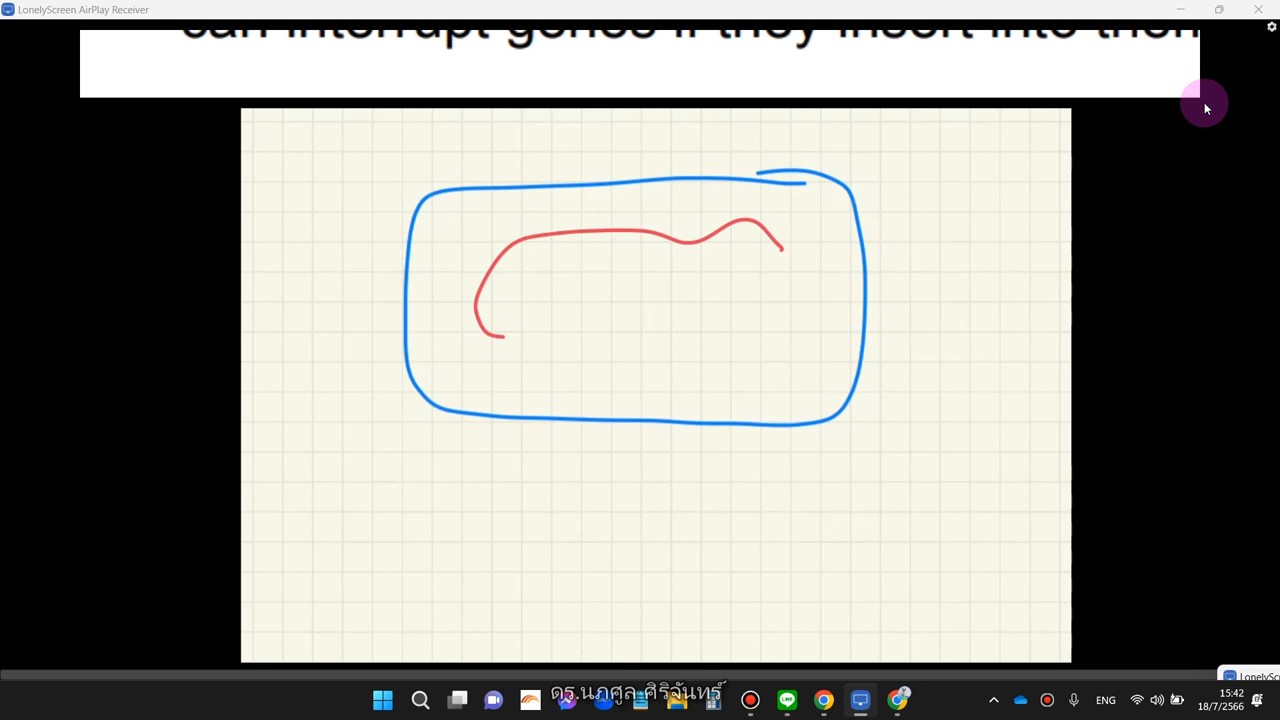 LonelyScreen AirPlay Receiver
can interrupt genes if they insert into them
ดร.นภศูล ศิริจันทร์
ENG
15:42
18/7/2566